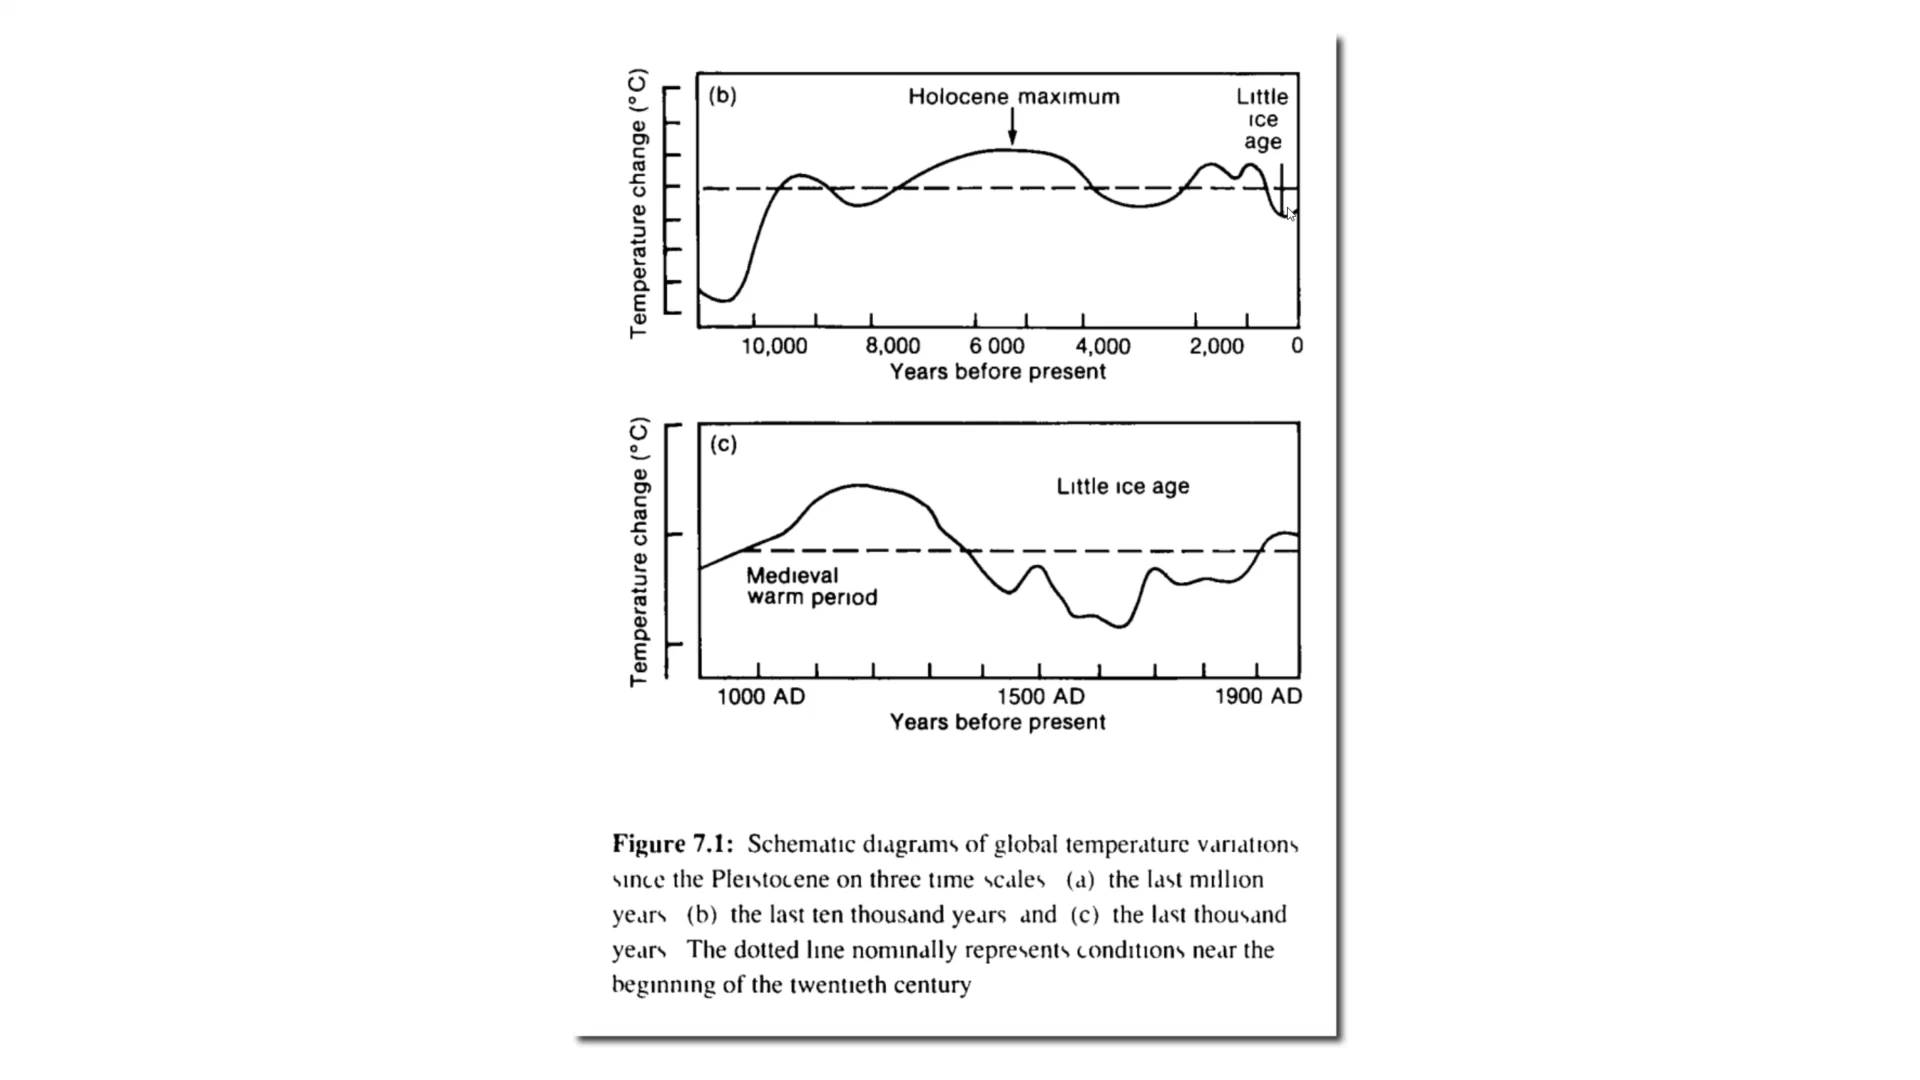 Temperature change (°C)
(b)
Holocene maximum
Little
ice
age
10,000 8,000 6 000 4,000 2,000 0
Years before present
Temperature change (°C)
(c)
Little ice age
Medieval
warm period
1000 AD 1500 AD 1900 AD
Years before present
Figure 7.1: Schematic diagrams of global temperature variations
since the Pleistocene on three time scales (a) the last million
years (b) the last ten thousand years and (c) the last thousand
years The dotted line nominally represents conditions near the
beginning of the twentieth century